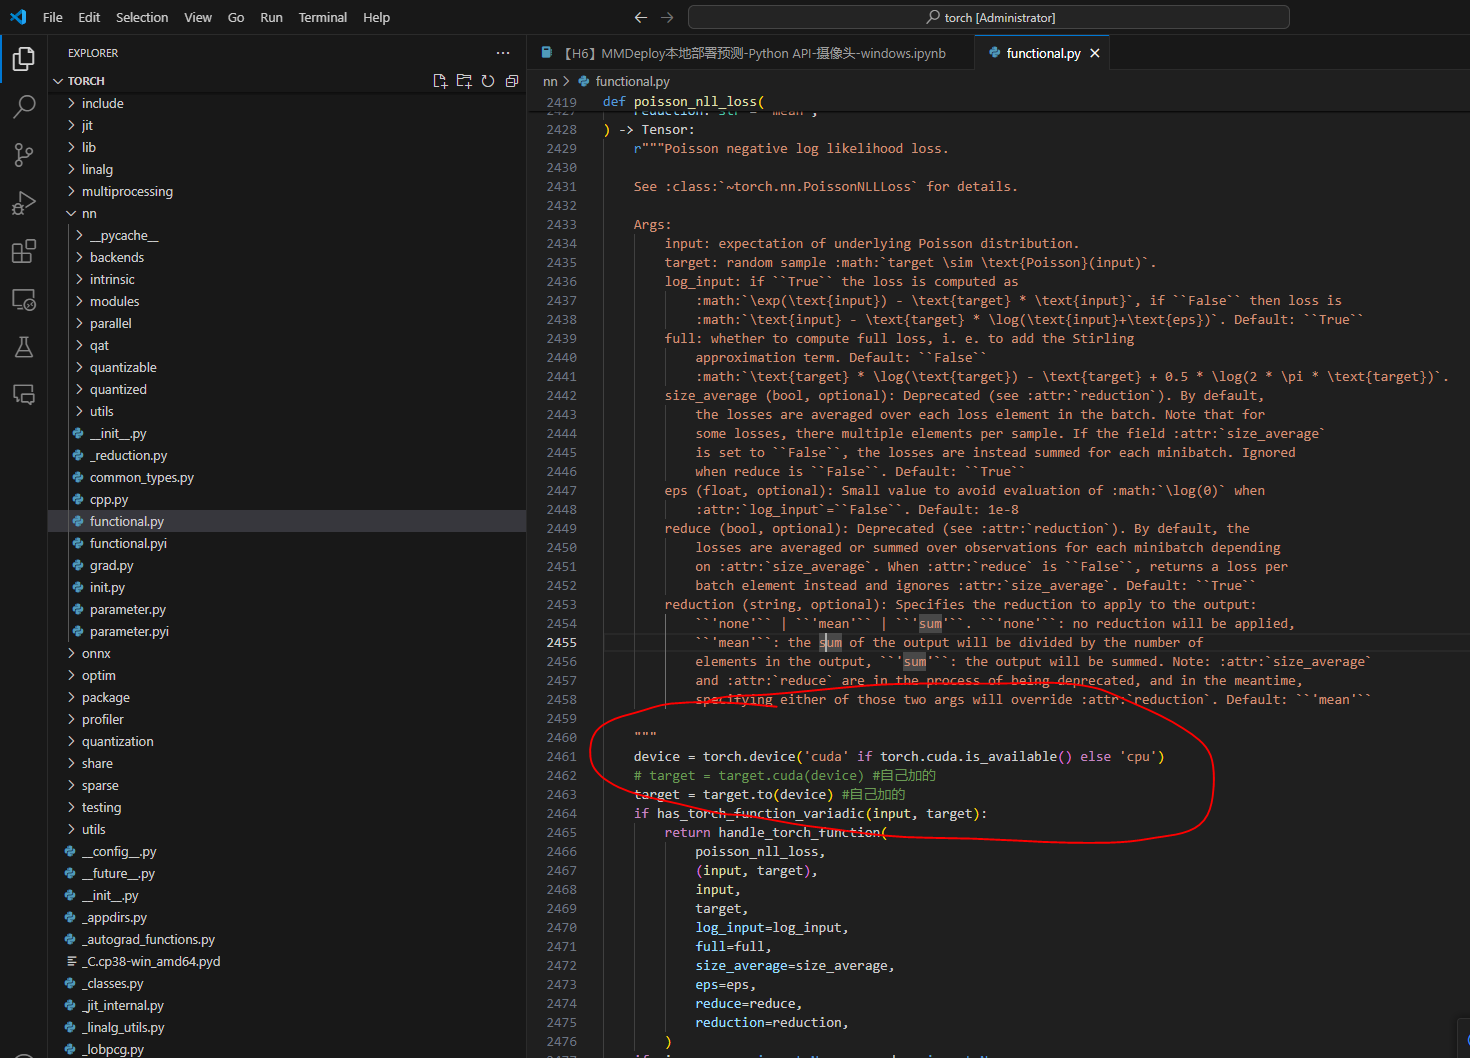 File Edit Selection View Go Run Terminal Help
torch [Administrator]
EXPLORER
TORCH
include
jit
lib
linalg
multiprocessing
nn
__pycache__
backends
intrinsic
modules
parallel
qat
quantizable
quantized
utils
__init__.py
_reduction.py
common_types.py
cpp.py
functional.py
functional.pyi
grad.py
init.py
parameter.py
parameter.pyi
onnx
optim
package
profiler
quantization
share
sparse
testing
utils
__config__.py
__future__.py
__init__.py
_appdirs.py
_autograd_functions.py
_C.cp38-win_amd64.pyd
_classes.py
_jit_internal.py
_linalg_utils.py
_lobpcg.py
【H6】MMDeploy本地部署预测-Python API-摄像头-windows.ipynb
functional.py
nn > functional.py
2419 def poisson_nll_loss(
2427 reduction: str = "mean",
2428 ) -> Tensor:
2429 r"""Poisson negative log likelihood loss.
2430
2431 See :class:`~torch.nn.PoissonNLLLoss` for details.
2432
2433 Args:
2434 input: expectation of underlying Poisson distribution.
2435 target: random sample :math:`target \sim \text{Poisson}(input)`.
2436 log_input: if ``True`` the loss is computed as
2437 :math:`\exp(\text{input}) - \text{target} * \text{input}`, if ``False`` then loss is
2438 :math:`\text{input} - \text{target} * \log(\text{input}+\text{eps})`. Default: ``True``
2439 full: whether to compute full loss, i. e. to add the Stirling
2440 approximation term. Default: ``False``
2441 :math:`\text{target} * \log(\text{target}) - \text{target} + 0.5 * \log(2 * \pi * \text{target})`.
2442 size_average (bool, optional): Deprecated (see :attr:`reduction`). By default,
2443 the losses are averaged over each loss element in the batch. Note that for
2444 some losses, there multiple elements per sample. If the field :attr:`size_average`
2445 is set to ``False``, the losses are instead summed for each minibatch. Ignored
2446 when reduce is ``False``. Default: ``True``
2447 eps (float, optional): Small value to avoid evaluation of :math:`\log(0)` when
2448 :attr:`log_input`=``False``. Default: 1e-8
2449 reduce (bool, optional): Deprecated (see :attr:`reduction`). By default, the
2450 losses are averaged or summed over observations for each minibatch depending
2451 on :attr:`size_average`. When :attr:`reduce` is ``False``, returns a loss per
2452 batch element instead and ignores :attr:`size_average`. Default: ``True``
2453 reduction (string, optional): Specifies the reduction to apply to the output:
2454 ``'none'`` | ``'mean'`` | ``'sum'``. ``'none'``: no reduction will be applied,
2455 ``'mean'``: the sum of the output will be divided by the number of
2456 elements in the output, ``'sum'``: the output will be summed. Note: :attr:`size_average`
2457 and :attr:`reduce` are in the process of being deprecated, and in the meantime,
2458 specifying either of those two args will override :attr:`reduction`. Default: ``'mean'``
2459
2460 """
2461 device = torch.device('cuda' if torch.cuda.is_available() else 'cpu')
2462 # target = target.cuda(device) #自己加的
2463 target = target.to(device) #自己加的
2464 if has_torch_function_variadic(input, target):
2465 return handle_torch_function(
2466 poisson_nll_loss,
2467 (input, target),
2468 input,
2469 target,
2470 log_input=log_input,
2471 full=full,
2472 size_average=size_average,
2473 eps=eps,
2474 reduce=reduce,
2475 reduction=reduction,
2476 )